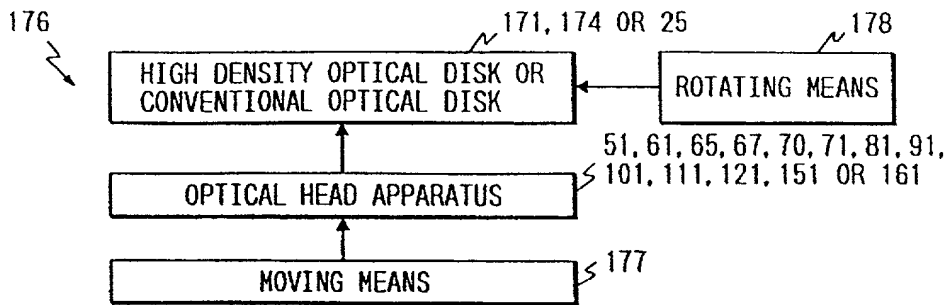 176
171, 174 OR 25
178
HIGH DENSITY OPTICAL DISK OR
CONVENTIONAL OPTICAL DISK
ROTATING MEANS
51, 61, 65, 67, 70, 71, 81, 91,
101, 111, 121, 151 OR 161
OPTICAL HEAD APPARATUS
177
MOVING MEANS